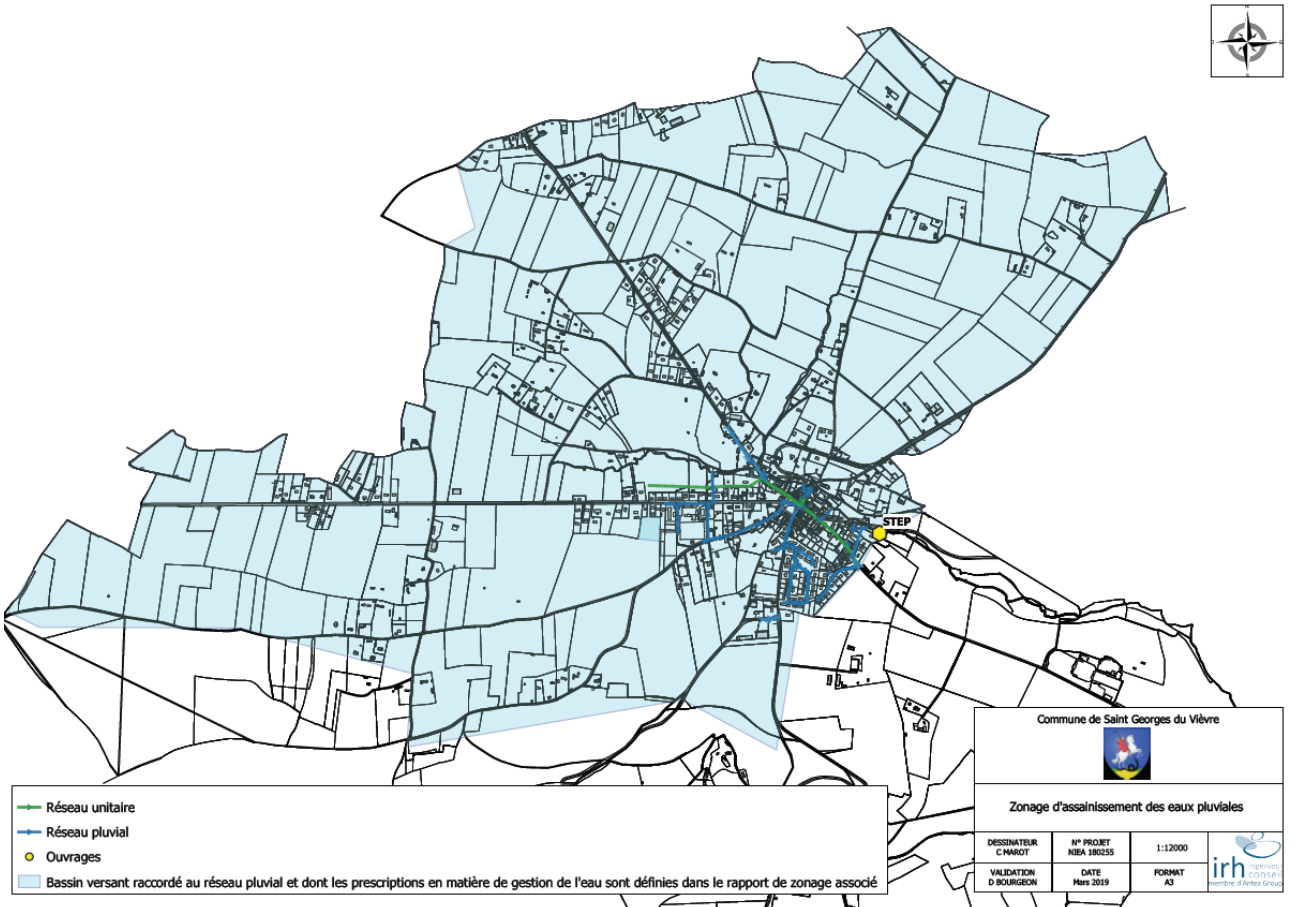 STEP
Réseau unitaire
Réseau pluvial
Ouvrages
Bassin versant raccordé au réseau pluvial et dont les prescriptions en matière de gestion de l'eau sont définies dans le rapport de zonage associé
Commune de Saint Georges du Vièvre
Zonage d'assainissement des eaux pluviales
DESSINATEUR
C MAROT
N° PROJET
NIEA 180255
1:12000
VALIDATION
D BOURGEON
DATE
Mars 2019
FORMAT
A3
irh ingénieur
conseil
membre d'Antea Group